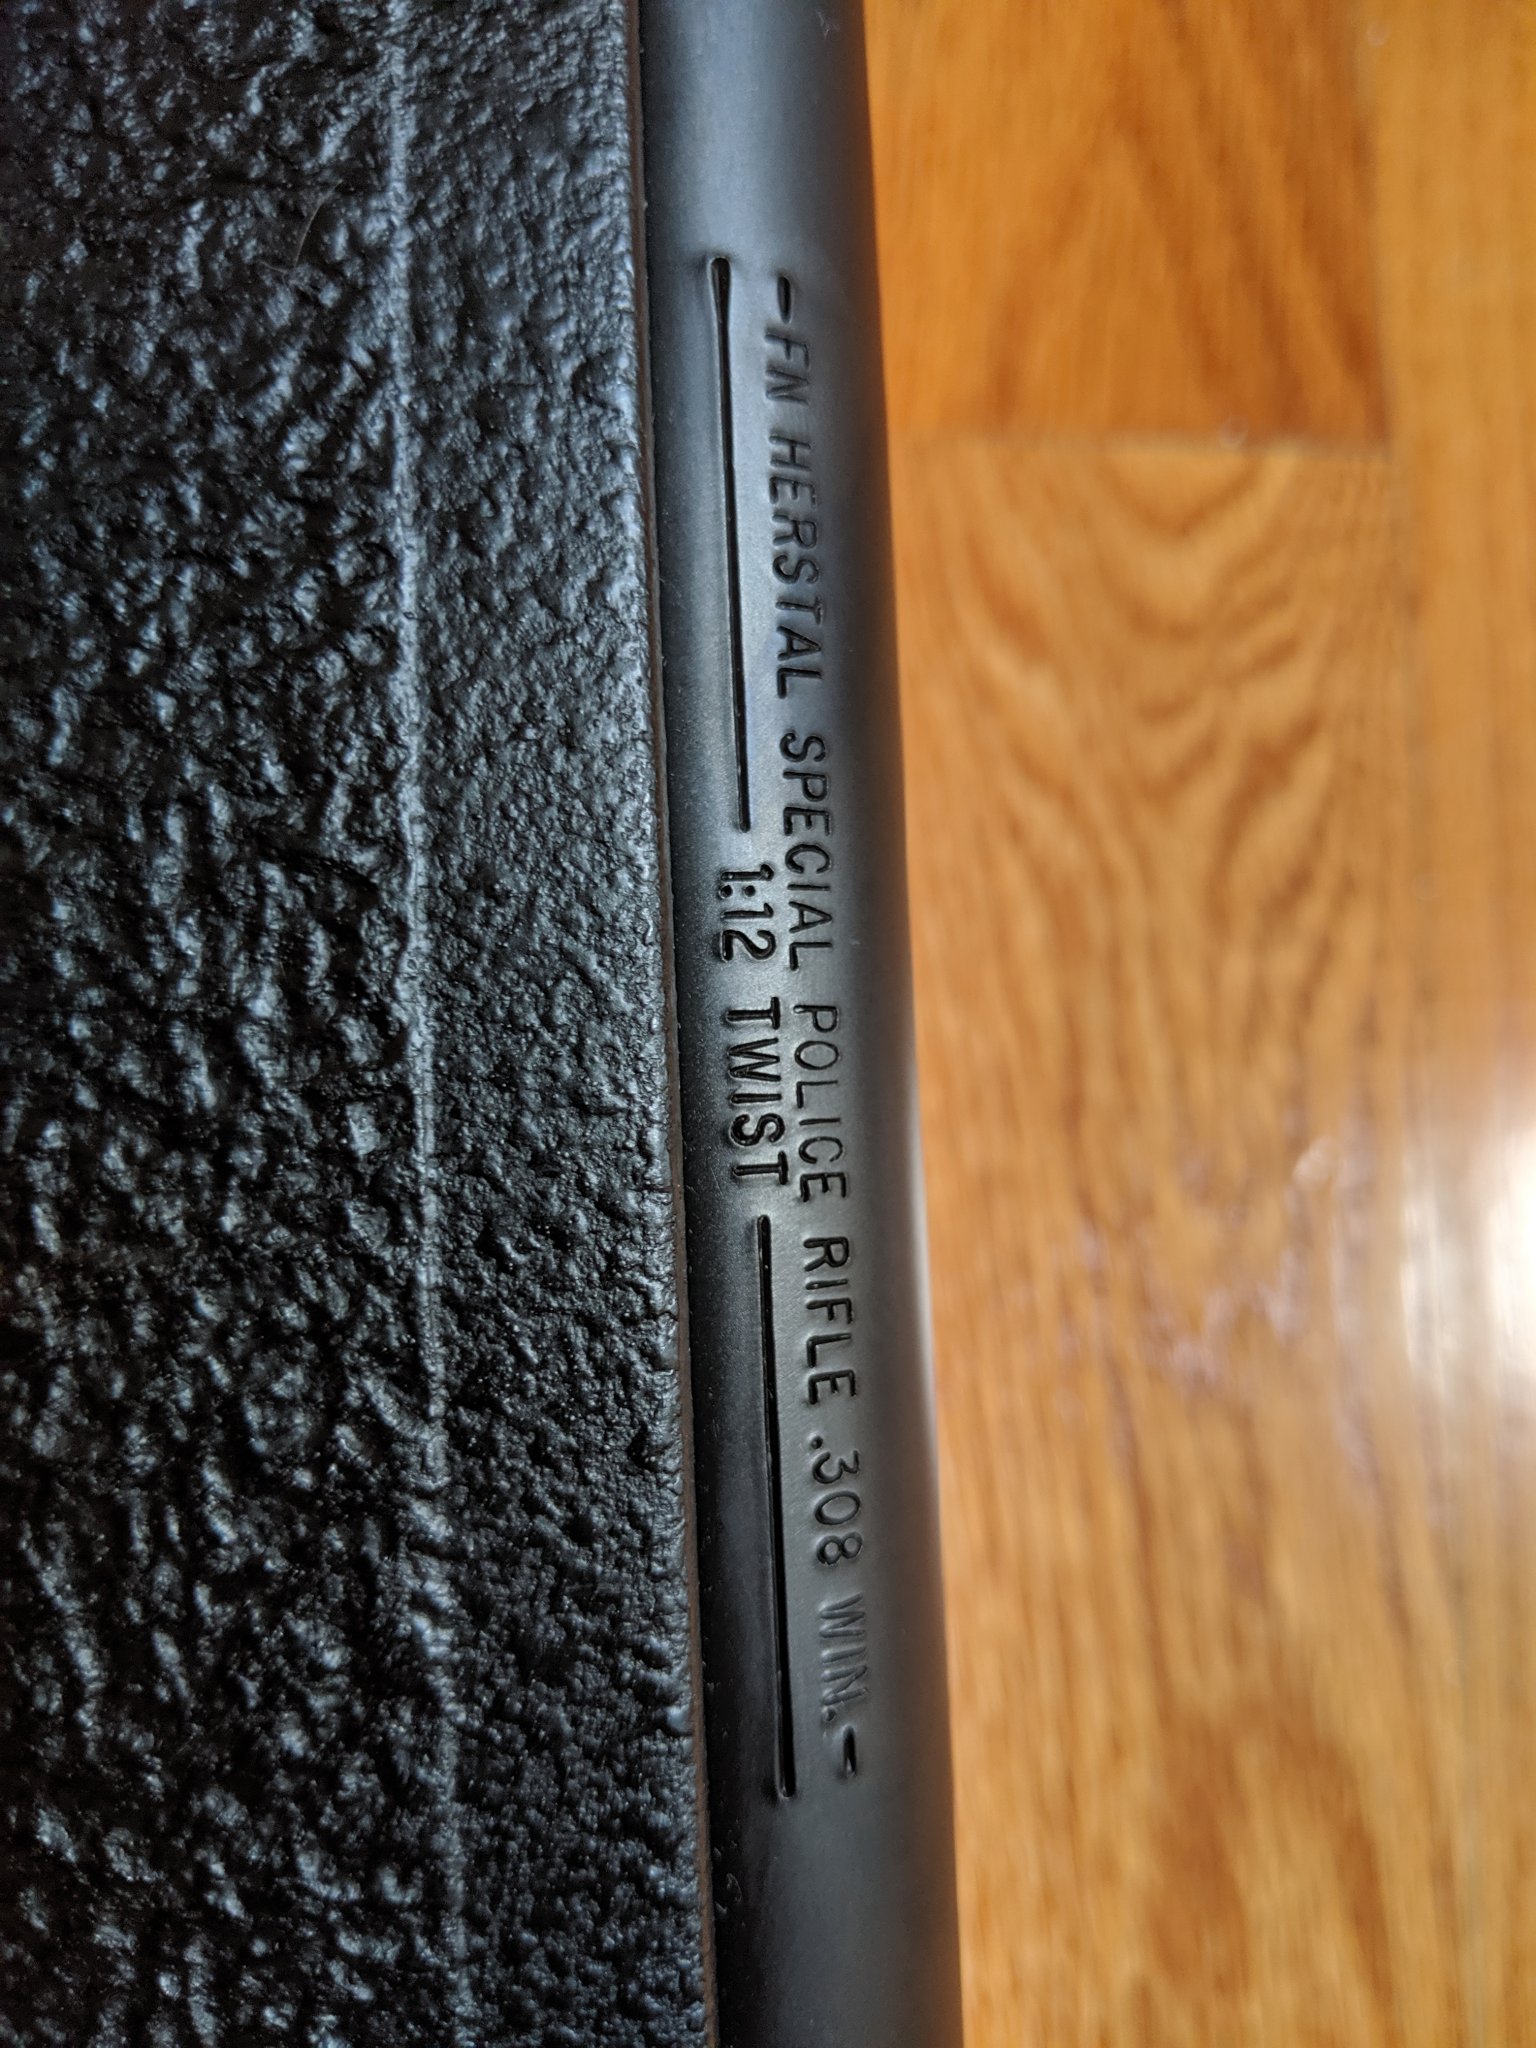 -FN HERSTAL SPECIAL POLICE RIFLE .308 WIN.-
1:12 TWIST